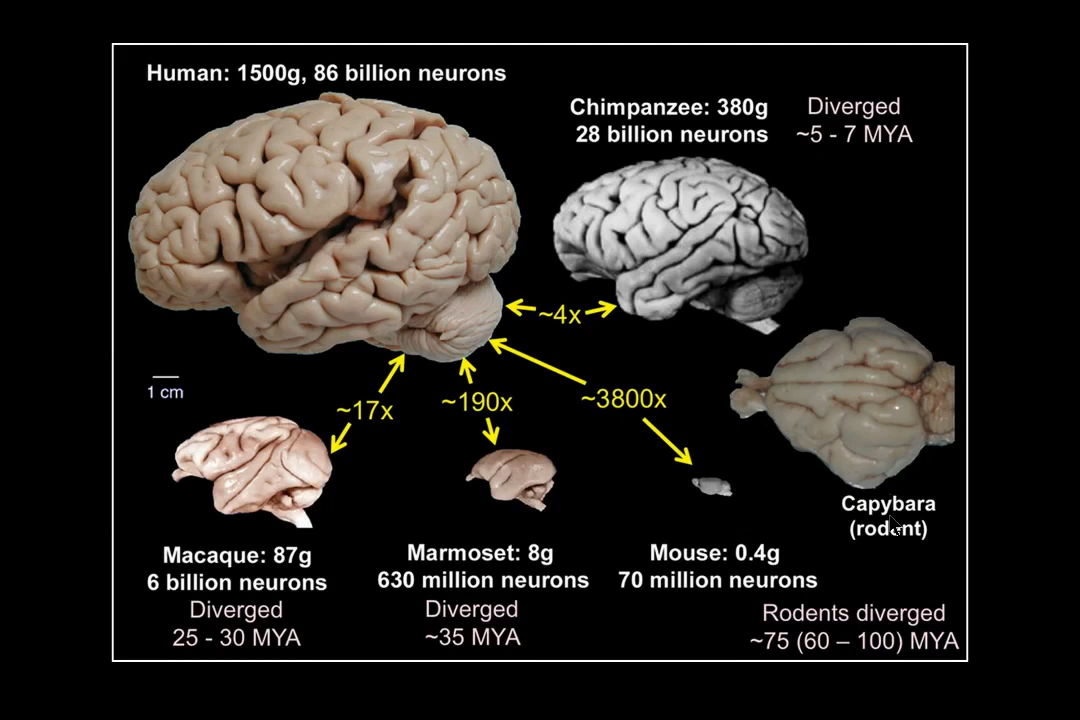 Human: 1500g, 86 billion neurons
Chimpanzee: 380g
28 billion neurons
Diverged
~5 - 7 MYA
~4x
1 cm
~17x
~190x
~3800x
Capybara
(rodent)
Macaque: 87g
6 billion neurons
Diverged
25 - 30 MYA
Marmoset: 8g
630 million neurons
Diverged
~35 MYA
Mouse: 0.4g
70 million neurons
Rodents diverged
~75 (60 – 100) MYA